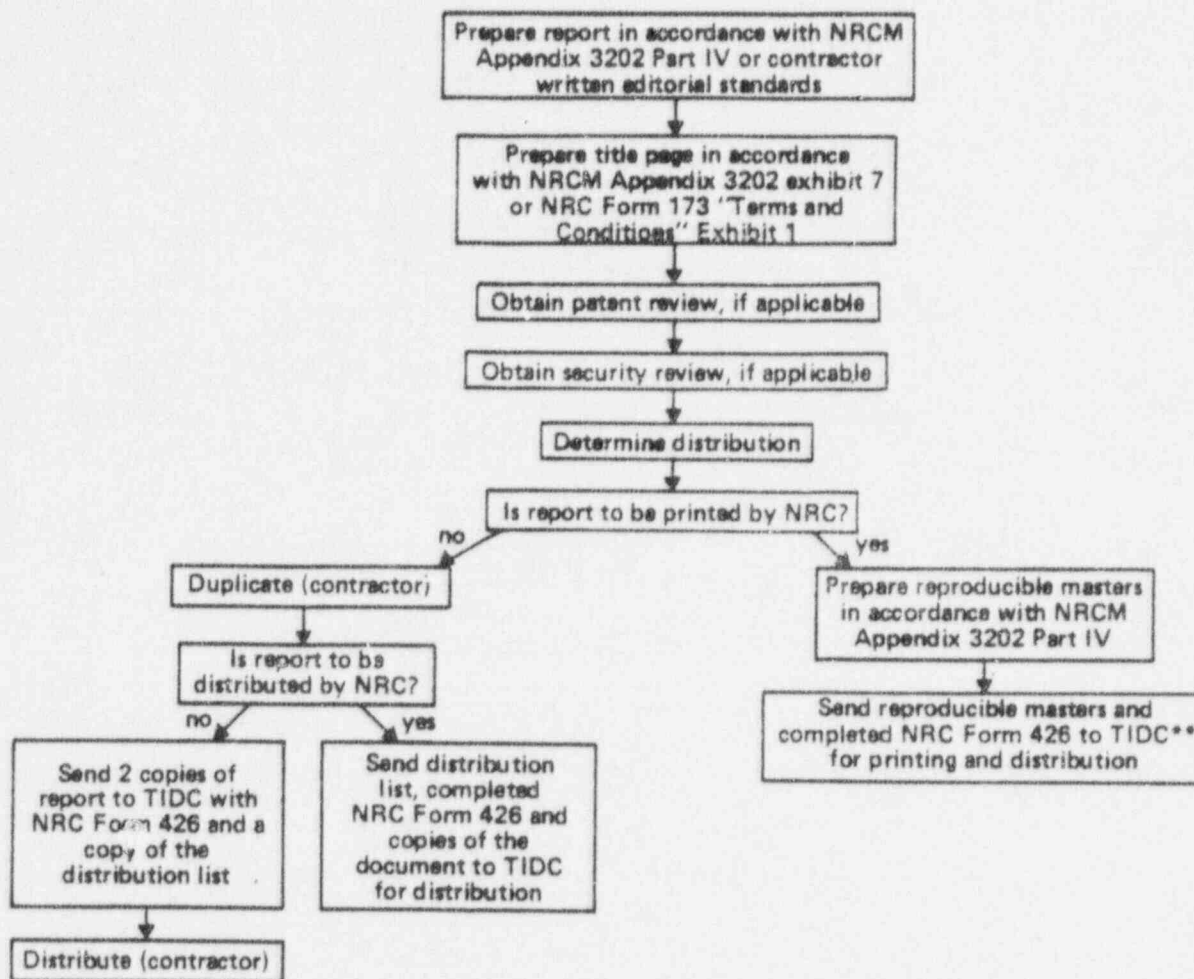 Prepare report in accordance with NRCM
Appendix 3202 Part IV or contractor
written editorial standards
Prepare title page in accordance
with NRCM Appendix 3202 exhibit 7
or NRC Form 173 "Terms and
Conditions" Exhibit 1
Obtain patent review, if applicable
Obtain security review, if applicable
Determine distribution
Is report to be printed by NRC?
no
yes
Duplicate (contractor)
Is report to be
distributed by NRC?
no
yes
Send 2 copies of
report to TIDC with
NRC Form 426 and a
copy of the
distribution list
Distribute (contractor)
Send distribution
list, completed
NRC Form 426 and
copies of the
document to TIDC
for distribution
Prepare reproducible masters
in accordance with NRCM
Appendix 3202 Part IV
Send reproducible masters and
completed NRC Form 426 to TIDC**
for printing and distribution